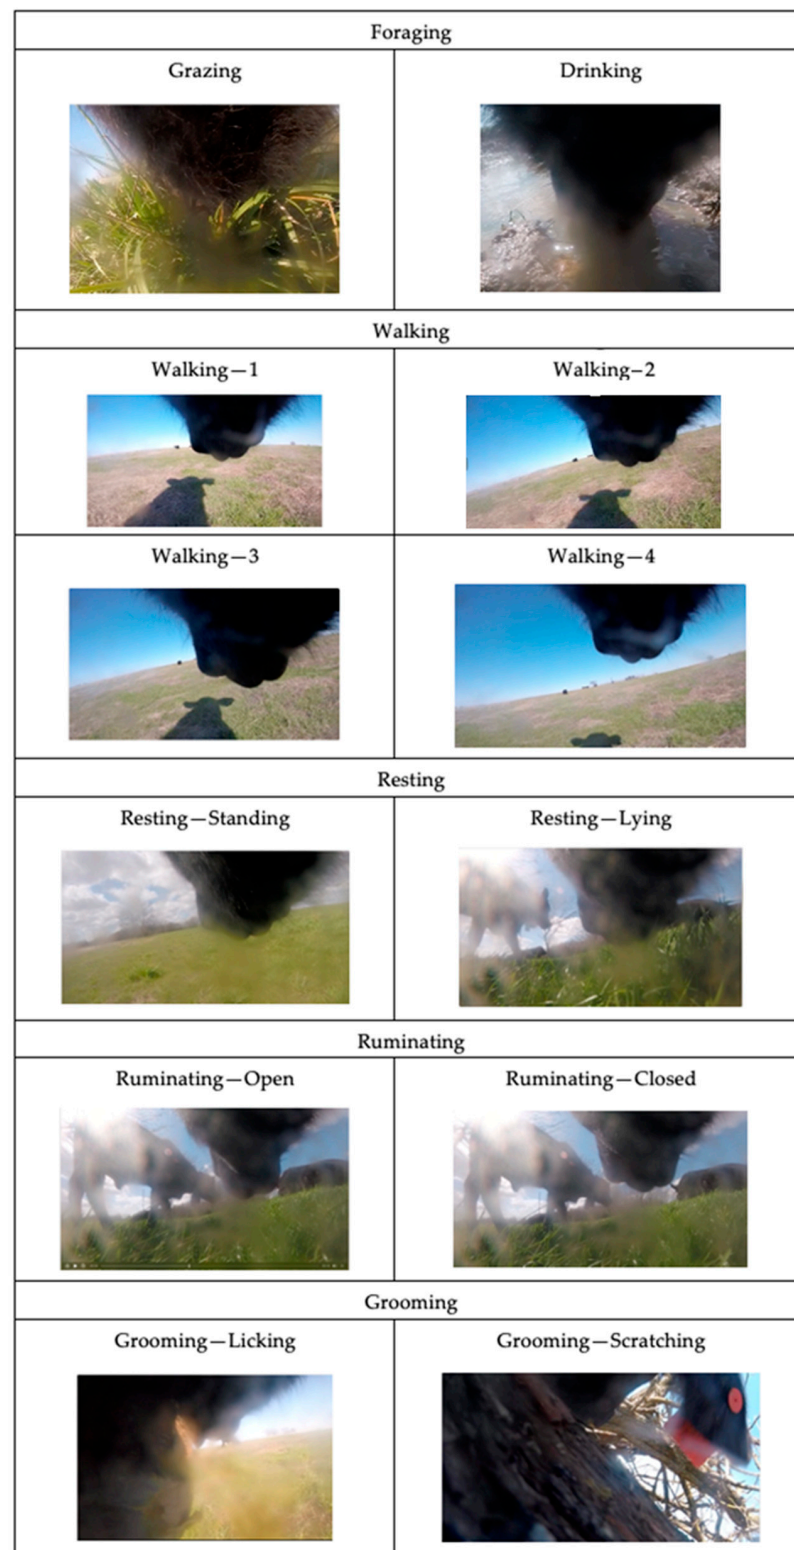 Foraging
Grazing
Drinking
Walking
Walking—1
Walking–2
Walking—3
Walking—4
Resting
Resting—Standing
Resting—Lying
Ruminating
Ruminating—Open
Ruminating—Closed
Grooming
Grooming—Licking
Grooming—Scratching